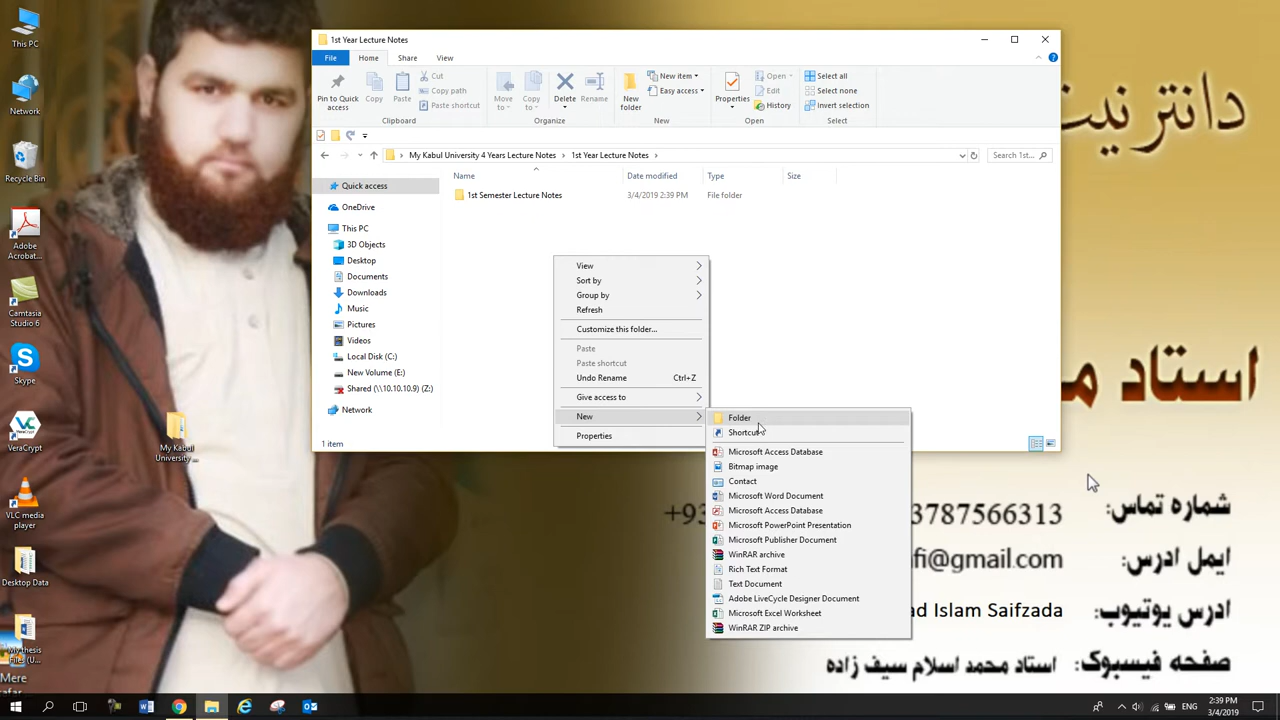 This PC
Network
Recycle Bin
Adobe
Acrobat...
Camtasia
Studio 6
Skype
VeraCrypt
VLC media
player
Desktop Data
My thesis
Files (U...
Mere
My Kabul
University ...
1st Year Lecture Notes
File
Home
Share
View
Pin to Quick
access
Copy
Paste
Cut
Copy path
Paste shortcut
Clipboard
Move
to
Copy
to
Delete
Rename
Organize
New
folder
New item
Easy access
New
Properties
Open
Edit
History
Open
Select all
Select none
Invert selection
Select
My Kabul University 4 Years Lecture Notes
1st Year Lecture Notes
Search 1st...
Name
Date modified
Type
Size
1st Semester Lecture Notes
3/4/2019 2:39 PM
File folder
Quick access
OneDrive
This PC
3D Objects
Desktop
Documents
Downloads
Music
Pictures
Videos
Local Disk (C:)
New Volume (E:)
Shared (\\10.10.10.9) (Z:)
Network
1 item
View
Sort by
Group by
Refresh
Customize this folder...
Paste
Paste shortcut
Undo Rename Ctrl+Z
Give access to
New
Properties
Folder
Shortcut
Microsoft Access Database
Bitmap image
Contact
Microsoft Word Document
Microsoft Access Database
Microsoft PowerPoint Presentation
Microsoft Publisher Document
WinRAR archive
Rich Text Format
Text Document
Adobe LiveCycle Designer Document
Microsoft Excel Worksheet
WinRAR ZIP archive
دانتر نیت
استاد
شماره تماس:
+93
3787566313
ایمل ادرس:
afi@gmail.com
ادرس یوتیوب:
ad Islam Saifzada
صفحه فیسبوک:
استاد محمد اسلام سیف زاده
ENG
2:39 PM
3/4/2019